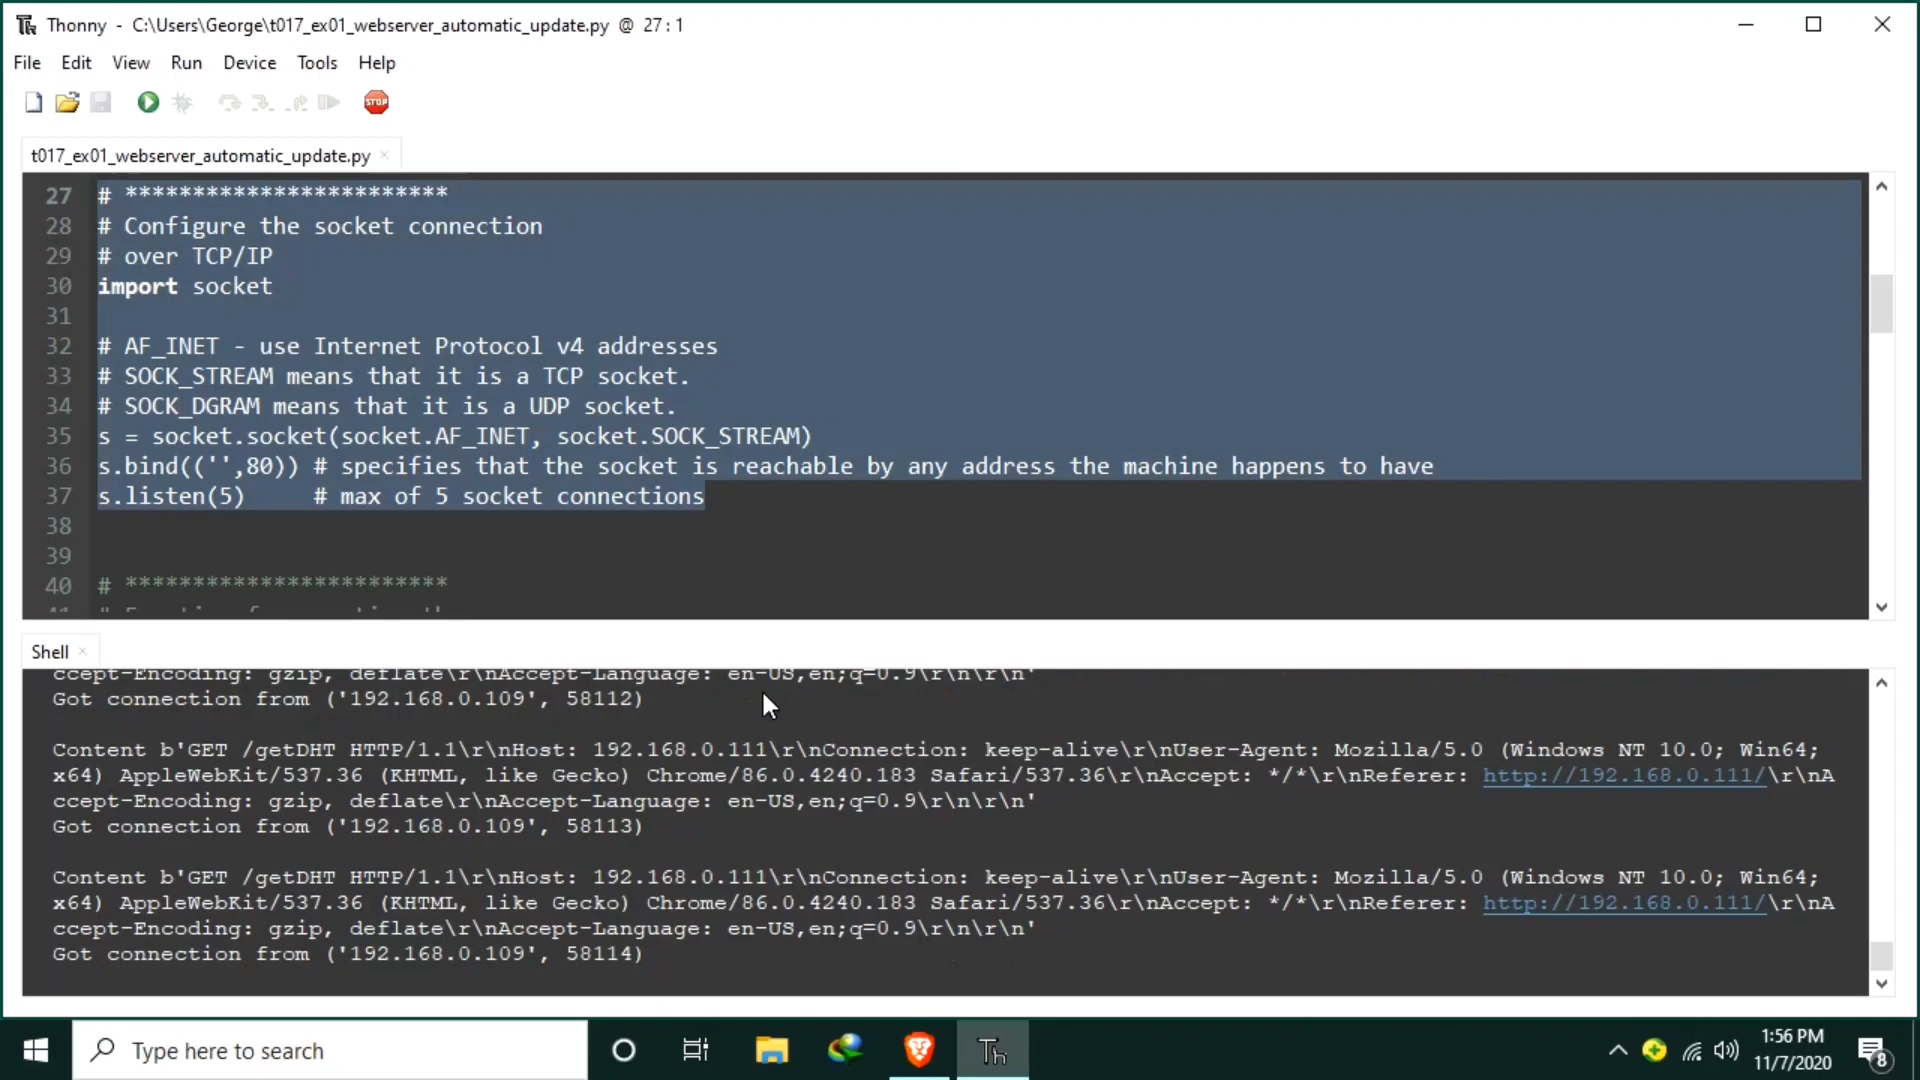 Thonny - C:\Users\George\t017_ex01_webserver_automatic_update.py @ 27:1
File Edit View Run Device Tools Help
STOP
t017_ex01_webserver_automatic_update.py
27 # ************************
28 # Configure the socket connection
29 # over TCP/IP
30 import socket
31
32 # AF_INET - use Internet Protocol v4 addresses
33 # SOCK_STREAM means that it is a TCP socket.
34 # SOCK_DGRAM means that it is a UDP socket.
35 s = socket.socket(socket.AF_INET, socket.SOCK_STREAM)
36 s.bind(('',80)) # specifies that the socket is reachable by any address the machine happens to have
37 s.listen(5) # max of 5 socket connections
38
39
40 # ************************
Shell
ccept-Encoding: gzip, deflate\r\nAccept-Language: en-US,en;q=0.9\r\n\r\n'
Got connection from ('192.168.0.109', 58112)
Content b'GET /getDHT HTTP/1.1\r\nHost: 192.168.0.111\r\nConnection: keep-alive\r\nUser-Agent: Mozilla/5.0 (Windows NT 10.0; Win64;
x64) AppleWebKit/537.36 (KHTML, like Gecko) Chrome/86.0.4240.183 Safari/537.36\r\nAccept: */*\r\nReferer: http://192.168.0.111/\r\nA
ccept-Encoding: gzip, deflate\r\nAccept-Language: en-US,en;q=0.9\r\n\r\n'
Got connection from ('192.168.0.109', 58113)
Content b'GET /getDHT HTTP/1.1\r\nHost: 192.168.0.111\r\nConnection: keep-alive\r\nUser-Agent: Mozilla/5.0 (Windows NT 10.0; Win64;
x64) AppleWebKit/537.36 (KHTML, like Gecko) Chrome/86.0.4240.183 Safari/537.36\r\nAccept: */*\r\nReferer: http://192.168.0.111/\r\nA
ccept-Encoding: gzip, deflate\r\nAccept-Language: en-US,en;q=0.9\r\n\r\n'
Got connection from ('192.168.0.109', 58114)
Type here to search
1:56 PM
11/7/2020
8